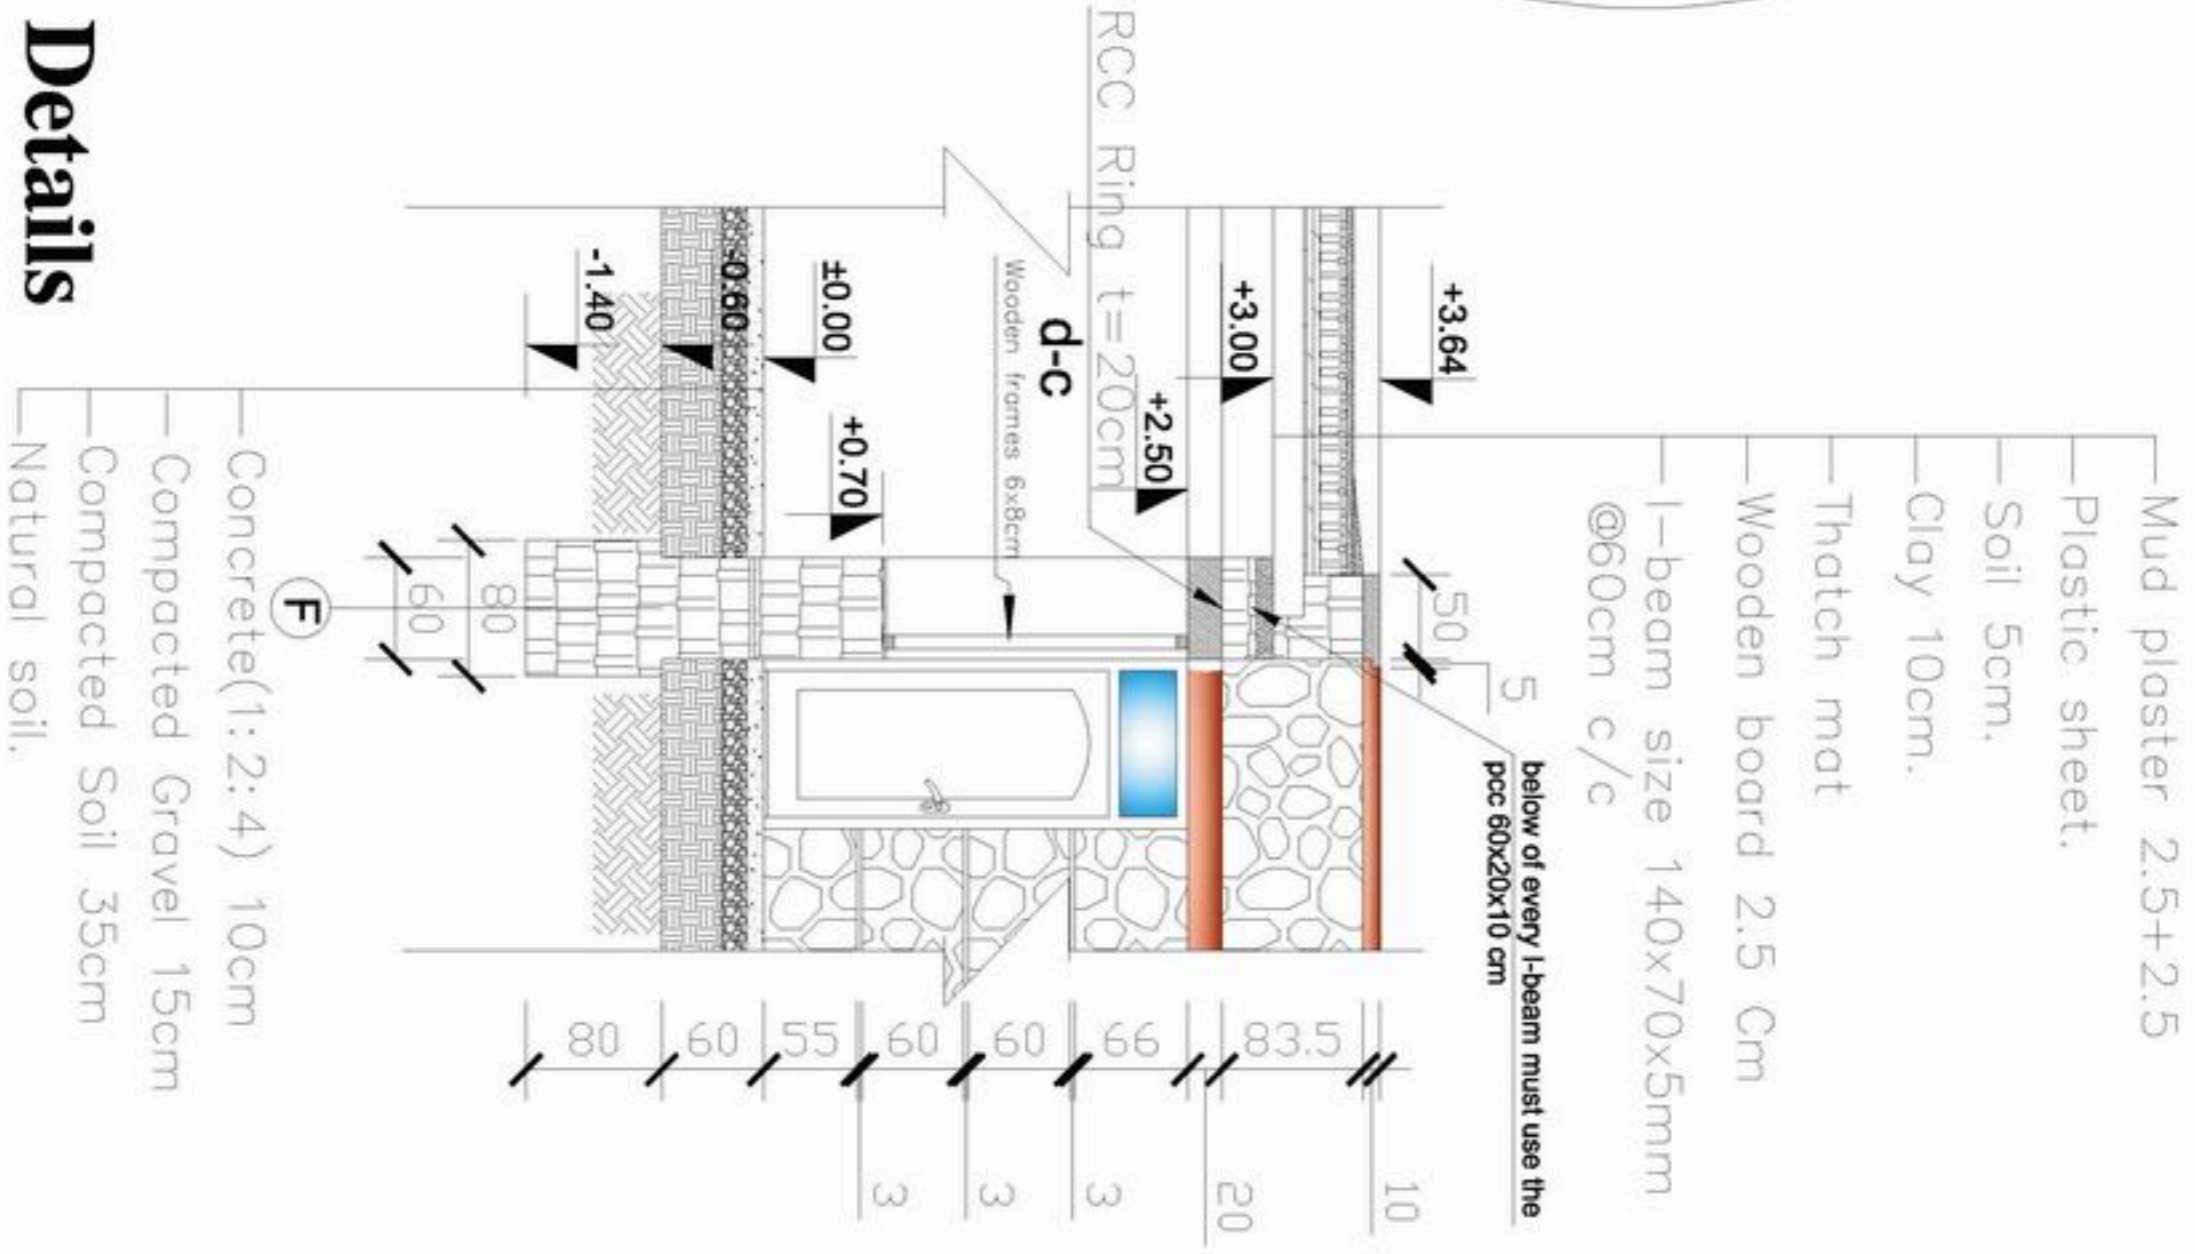 Mud plaster 2.5+2.5
Plastic sheet.
Soil 5cm.
Clay 10cm.
Thatch mat
Wooden board 2.5 Cm
I-beam size 140x70x5mm
@60cm c/c
below of every I-beam must use the
pcc 60x20x10 cm
50
5
+3.64
+3.00
+2.50
RCC Ring t=20cm
d-c
Wooden frames 6x8cm
+0.70
±0.00
-0.60
-1.40
10
83.5
20
66
3
60
3
60
3
55
60
80
80
60
F
Concrete(1:2:4) 10cm
Compacted Gravel 15cm
Compacted Soil 35cm
Natural soil.
Details